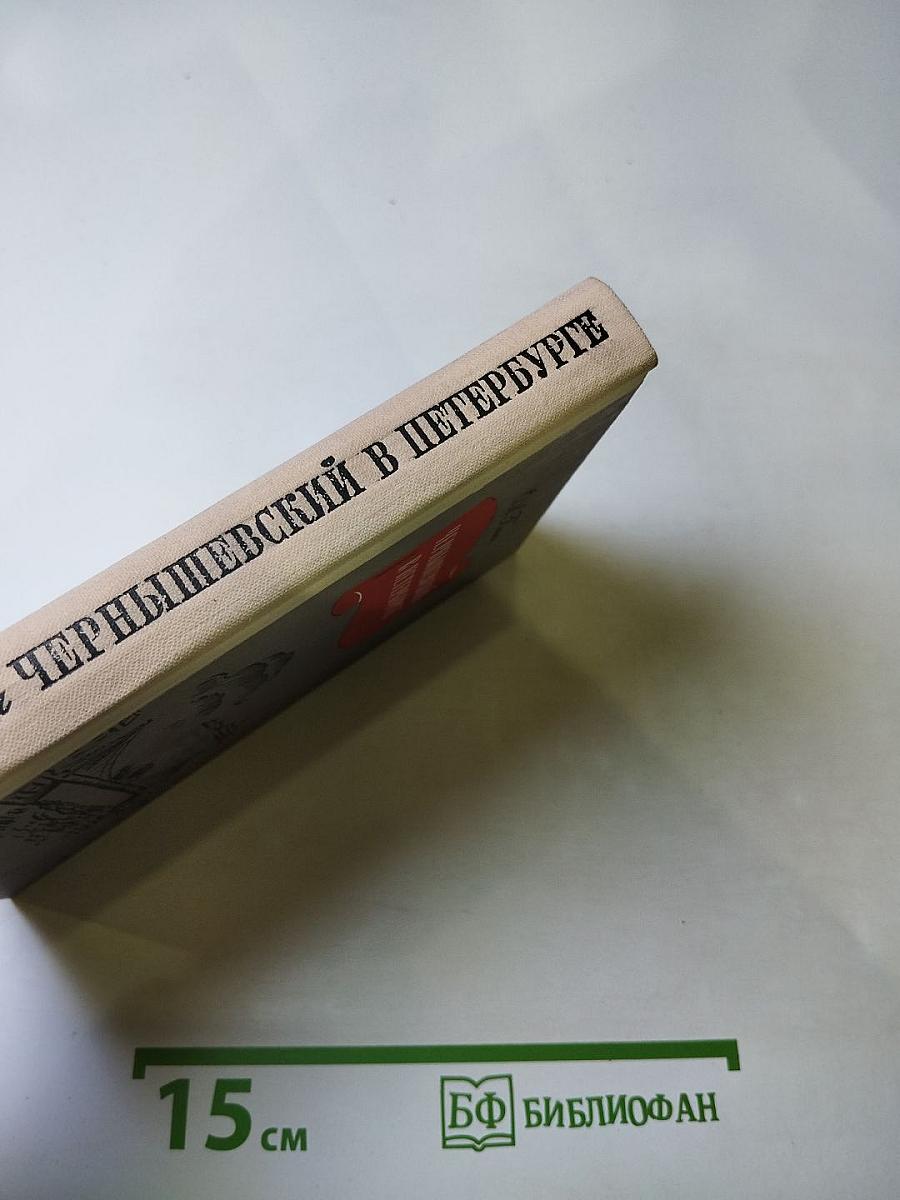 ЧЕРНЫШЕВСКИЙ В ПЕТЕРБУРГЕ
15 см
БФ БИБЛИОФАН